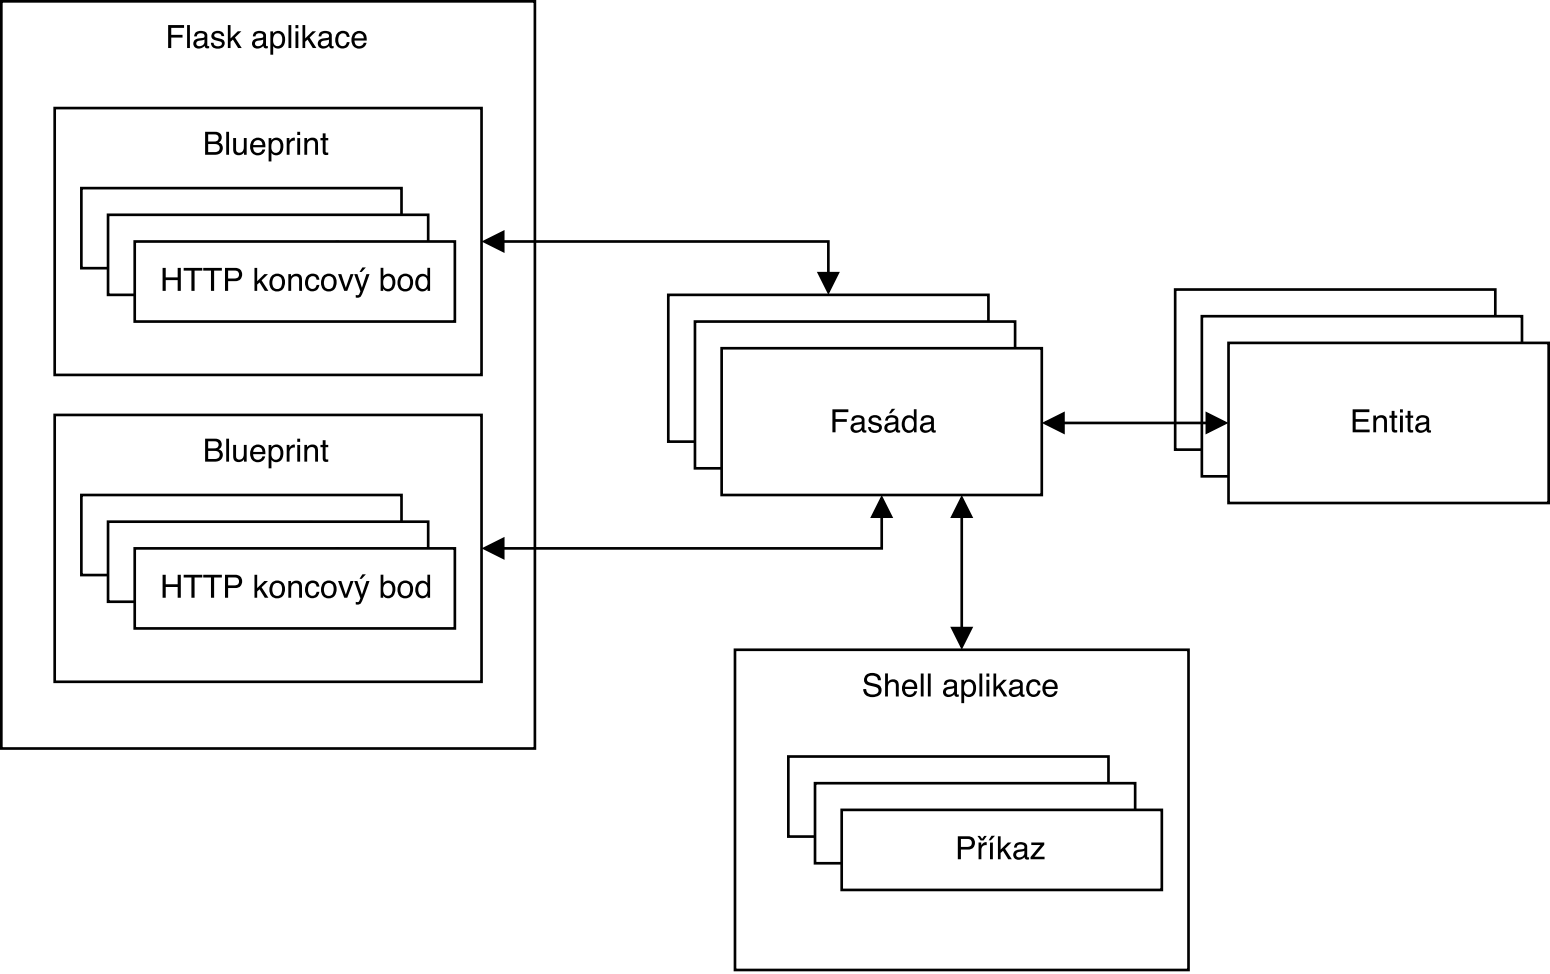 Flask aplikace
Blueprint
HTTP koncový bod
Blueprint
HTTP koncový bod
Fasáda
Entita
Shell aplikace
Příkaz